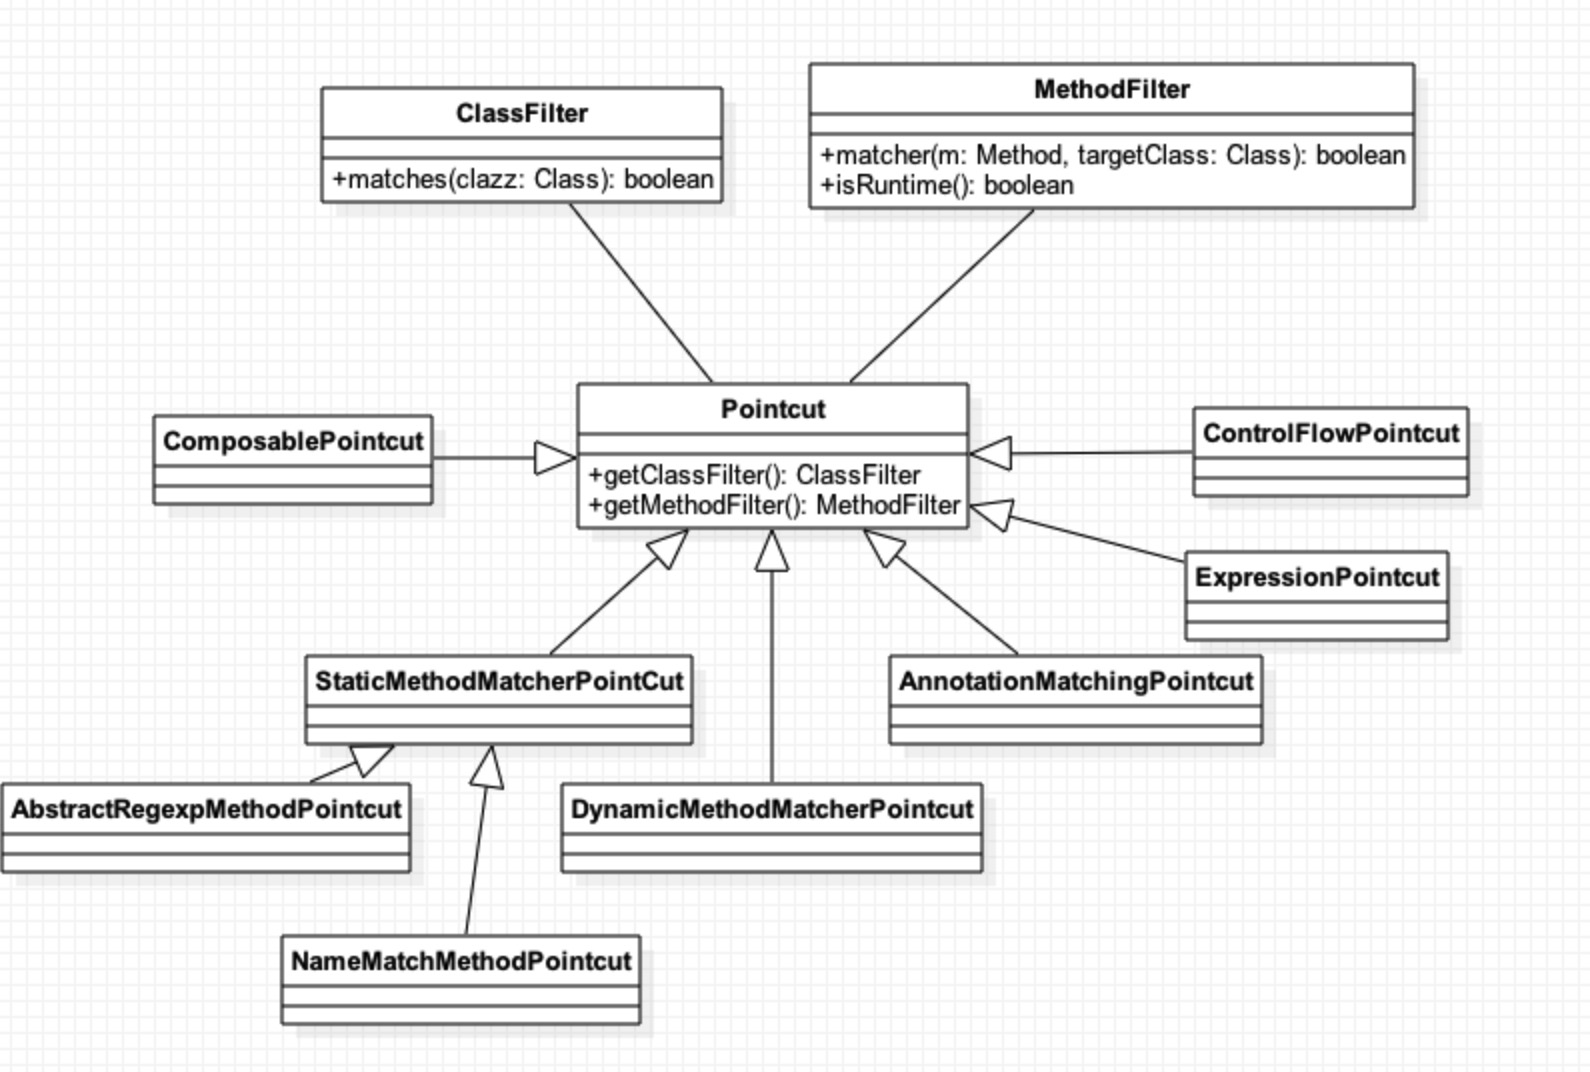 ClassFilter
+matches(clazz: Class): boolean
MethodFilter
+matcher(m: Method, targetClass: Class): boolean
+isRuntime(): boolean
Pointcut
+getClassFilter(): ClassFilter
+getMethodFilter(): MethodFilter
ComposablePointcut
ControlFlowPointcut
ExpressionPointcut
StaticMethodMatcherPointCut
AnnotationMatchingPointcut
AbstractRegexpMethodPointcut
DynamicMethodMatcherPointcut
NameMatchMethodPointcut